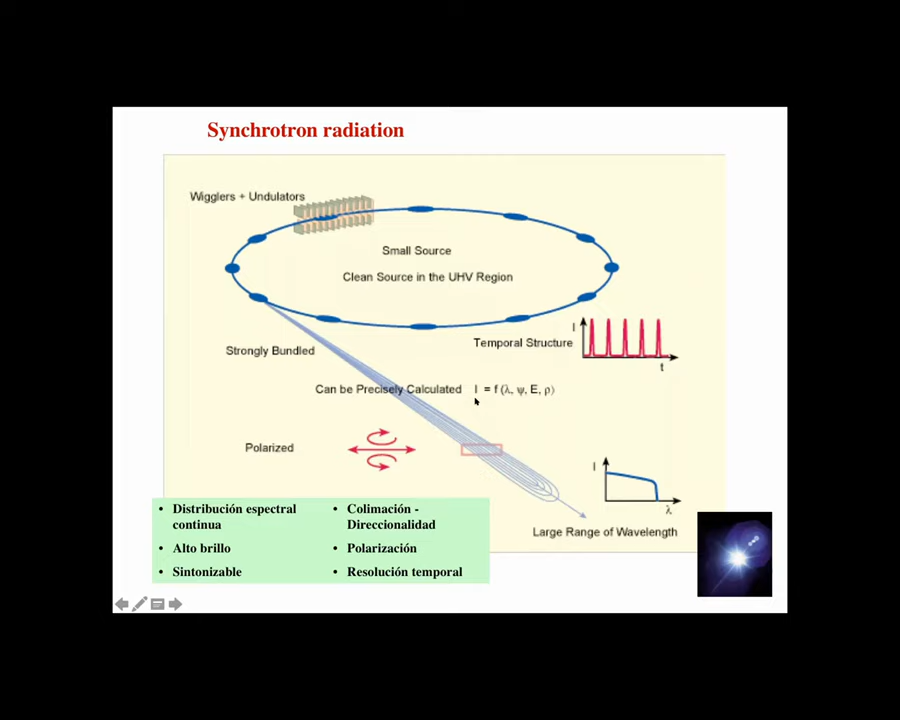 Synchrotron radiation
Wigglers + Undulators
Small Source
Clean Source in the UHV Region
Strongly Bundled
Temporal Structure
I
t
Can be Precisely Calculated I = f (λ, ψ, E, ρ)
Polarized
I
λ
Large Range of Wavelength
• Distribución espectral
continua
• Alto brillo
• Sintonizable
• Colimación -
Direccionalidad
• Polarización
• Resolución temporal